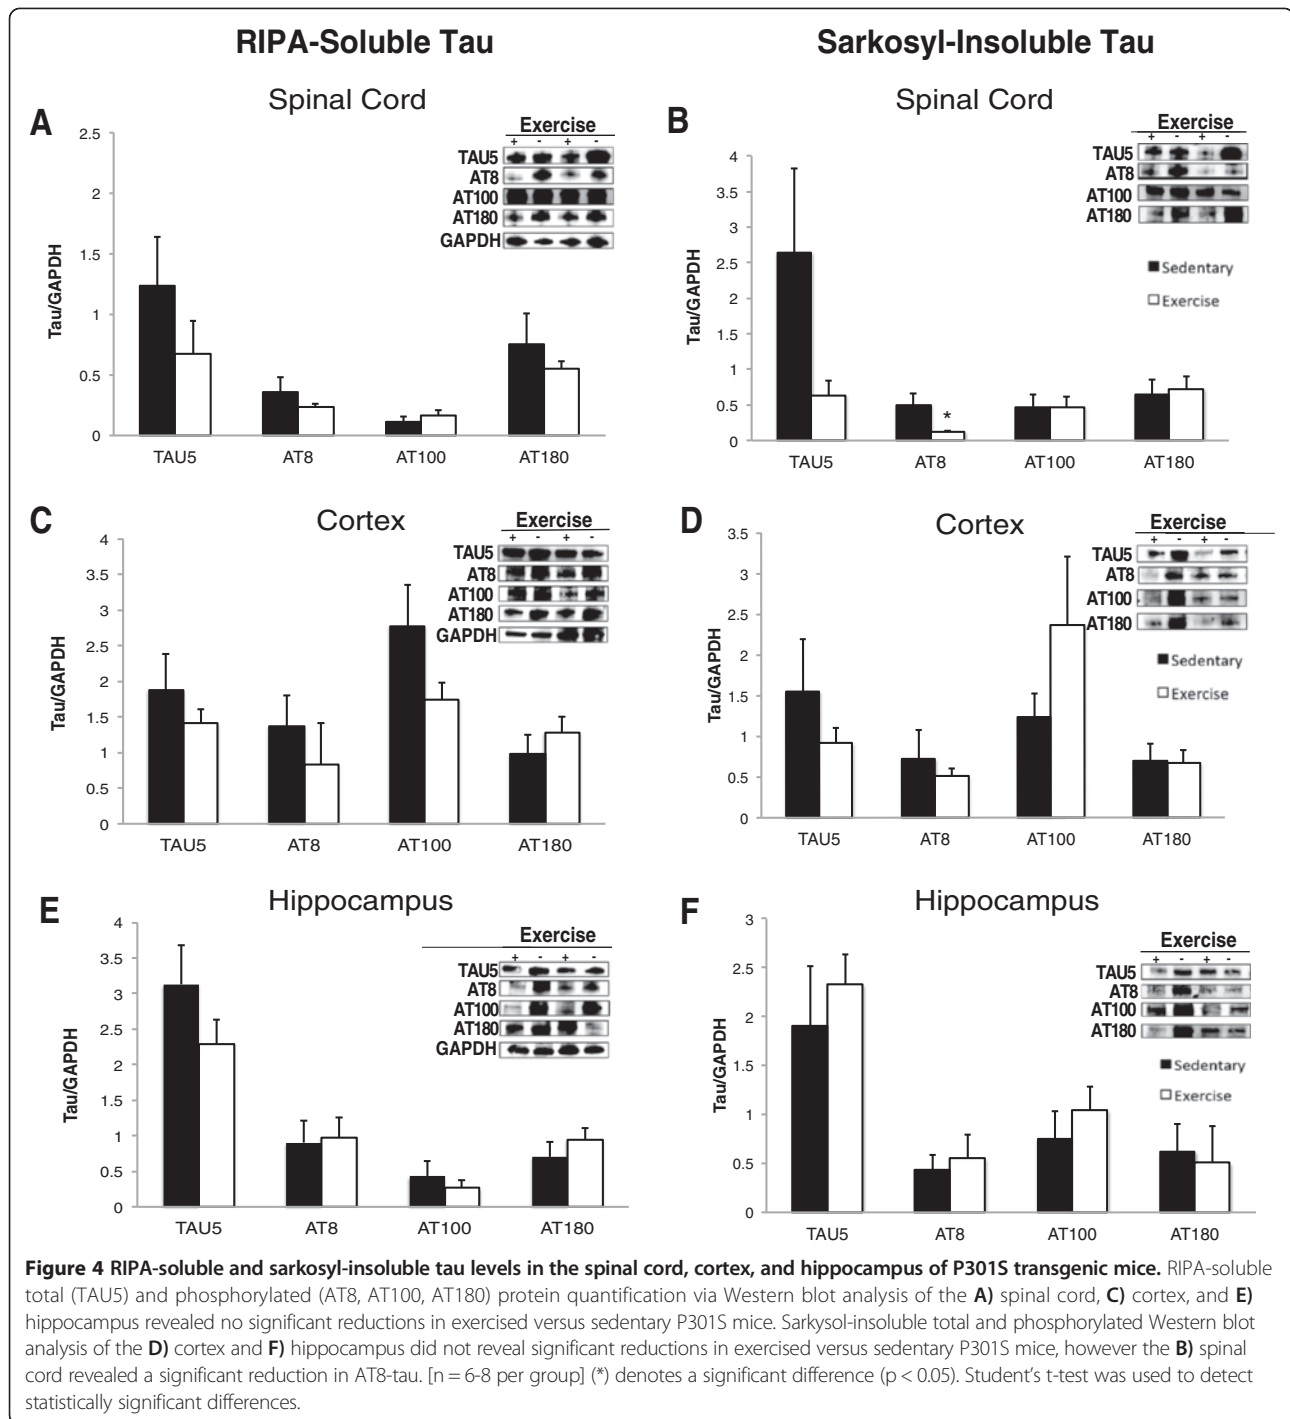 RIPA-Soluble Tau
Sarkosyl-Insoluble Tau
A
Spinal Cord
Exercise
+ - + -
TAU5
AT8
AT100
AT180
GAPDH
Tau/GAPDH
2.5
2
1.5
1
0.5
0
TAU5 AT8 AT100 AT180
B
Spinal Cord
Exercise
+ - + -
TAU5
AT8
AT100
AT180
Sedentary
Exercise
Tau/GAPDH
4
3.5
3
2.5
2
1.5
1
0.5
0
*
TAU5 AT8 AT100 AT180
C
Cortex
Exercise
+ - + -
TAU5
AT8
AT100
AT180
GAPDH
Tau/GAPDH
4
3.5
3
2.5
2
1.5
1
0.5
0
TAU5 AT8 AT100 AT180
D
Cortex
Exercise
+ - + -
TAU5
AT8
AT100
AT180
Sedentary
Exercise
Tau/GAPDH
3.5
3
2.5
2
1.5
1
0.5
0
TAU5 AT8 AT100 AT180
E
Hippocampus
Exercise
+ - + -
TAU5
AT8
AT100
AT180
GAPDH
Tau/GAPDH
4
3.5
3
2.5
2
1.5
1
0.5
0
TAU5 AT8 AT100 AT180
F
Hippocampus
Exercise
+ - + -
TAU5
AT8
AT100
AT180
Sedentary
Exercise
Tau/GAPDH
3
2.5
2
1.5
1
0.5
0
TAU5 AT8 AT100 AT180
Figure 4 RIPA-soluble and sarkosyl-insoluble tau levels in the spinal cord, cortex, and hippocampus of P301S transgenic mice. RIPA-soluble
total (TAU5) and phosphorylated (AT8, AT100, AT180) protein quantification via Western blot analysis of the A) spinal cord, C) cortex, and E)
hippocampus revealed no significant reductions in exercised versus sedentary P301S mice. Sarkysol-insoluble total and phosphorylated Western blot
analysis of the D) cortex and F) hippocampus did not reveal significant reductions in exercised versus sedentary P301S mice, however the B) spinal
cord revealed a significant reduction in AT8-tau. [n = 6-8 per group] (*) denotes a significant difference (p < 0.05). Student's t-test was used to detect
statistically significant differences.